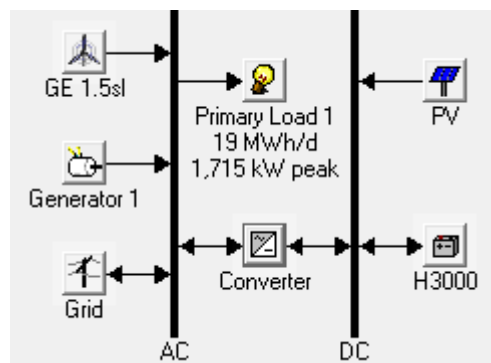 GE 1.5sl
Primary Load 1
19 MWh/d
1,715 kW peak
PV
Generator 1
Grid
Converter
H3000
AC
DC